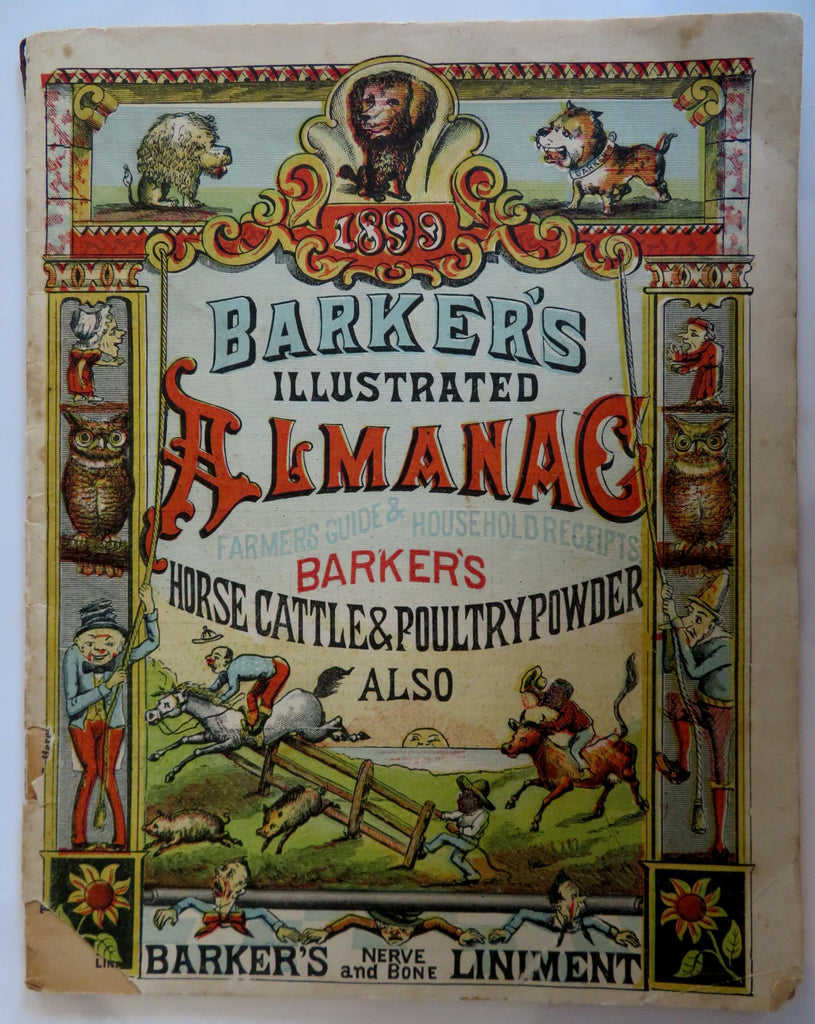 BARKER
1899
BARKER'S
ILLUSTRATED
ALMANAC
FARMERS GUIDE & HOUSEHOLD RECEIPTS
BARKER'S
HORSE CATTLE & POULTRY POWDER
ALSO
BARKER'S NERVE and BONE LINIMENT